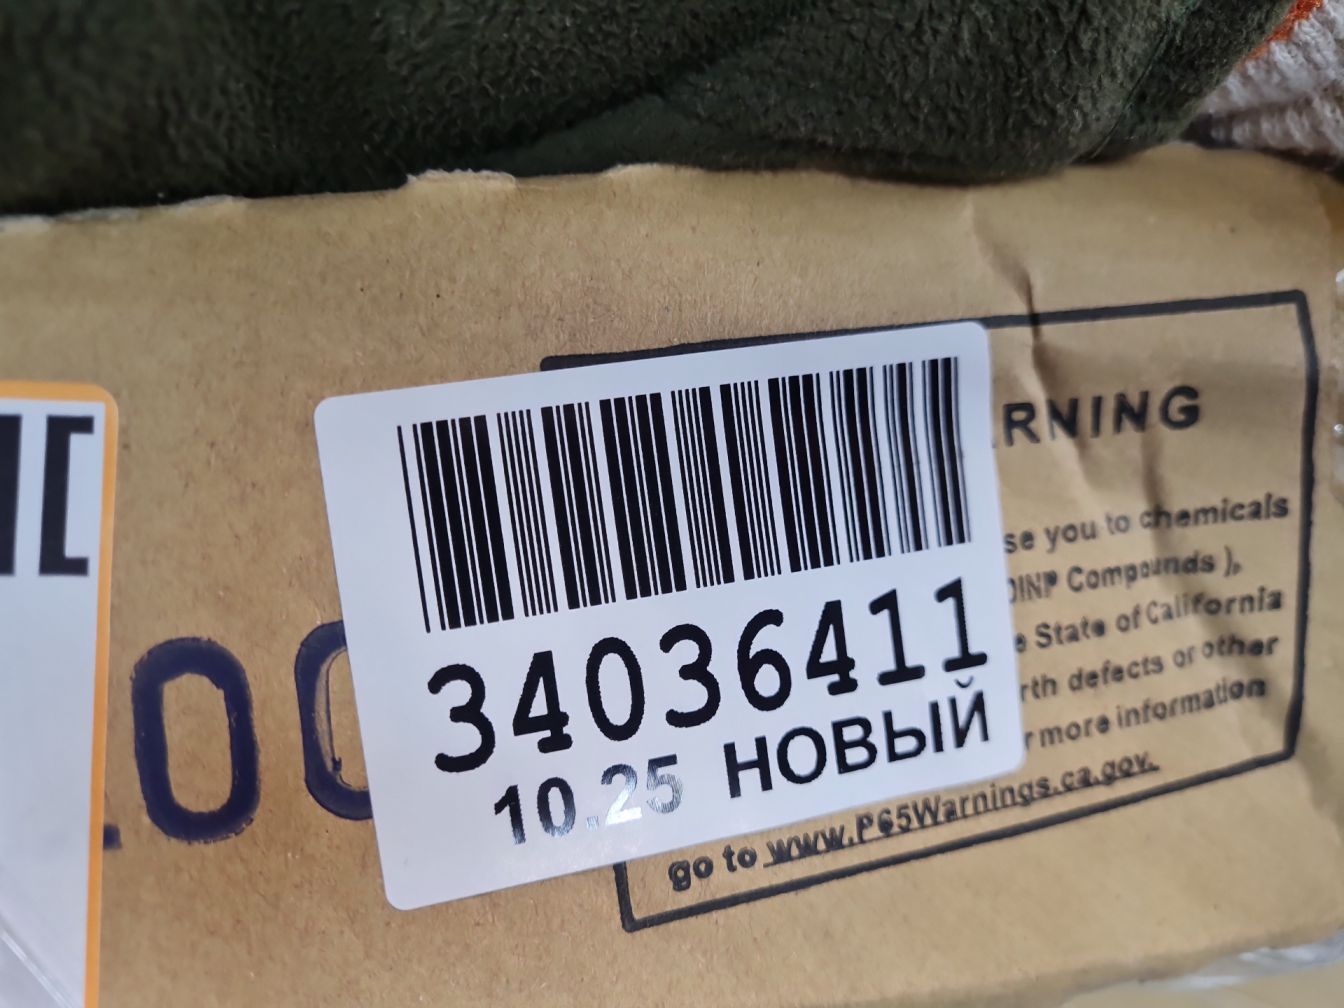 RNING
se you to chemicals
DINP Compounds ),
e State of California
rth defects or other
r more information
go to www.P65Warnings.ca.gov.
34036411
10.25 НОВЫЙ